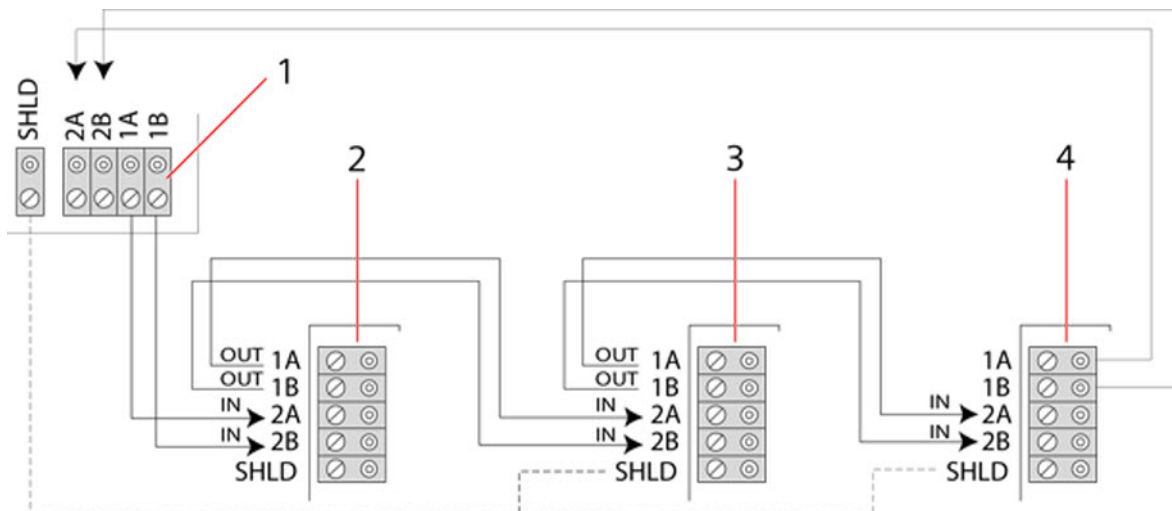 SHLD
2A
2B
1A
1B
1
2
3
4
OUT 1A
OUT 1B
IN 2A
IN 2B
SHLD
OUT 1A
OUT 1B
IN 2A
IN 2B
SHLD
1A
1B
IN 2A
IN 2B
SHLD